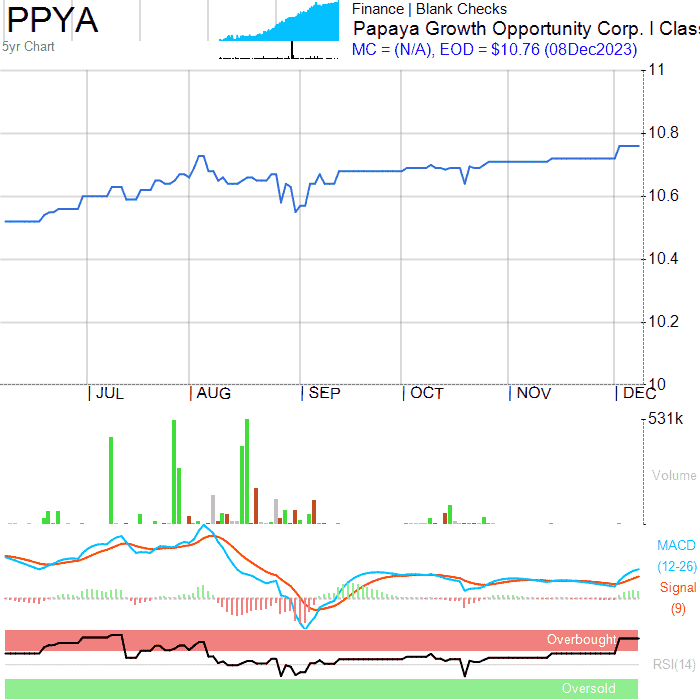 PPYA
5yr Chart
Finance | Blank Checks
Papaya Growth Opportunity Corp. I Class
MC = (N/A), EOD = $10.76 (08Dec2023)
11
10.8
10.6
10.4
10.2
10
JUL AUG SEP OCT NOV DEC
531k
Volume
MACD
(12-26)
Signal
(9)
Overbought
RSI(14)
Oversold